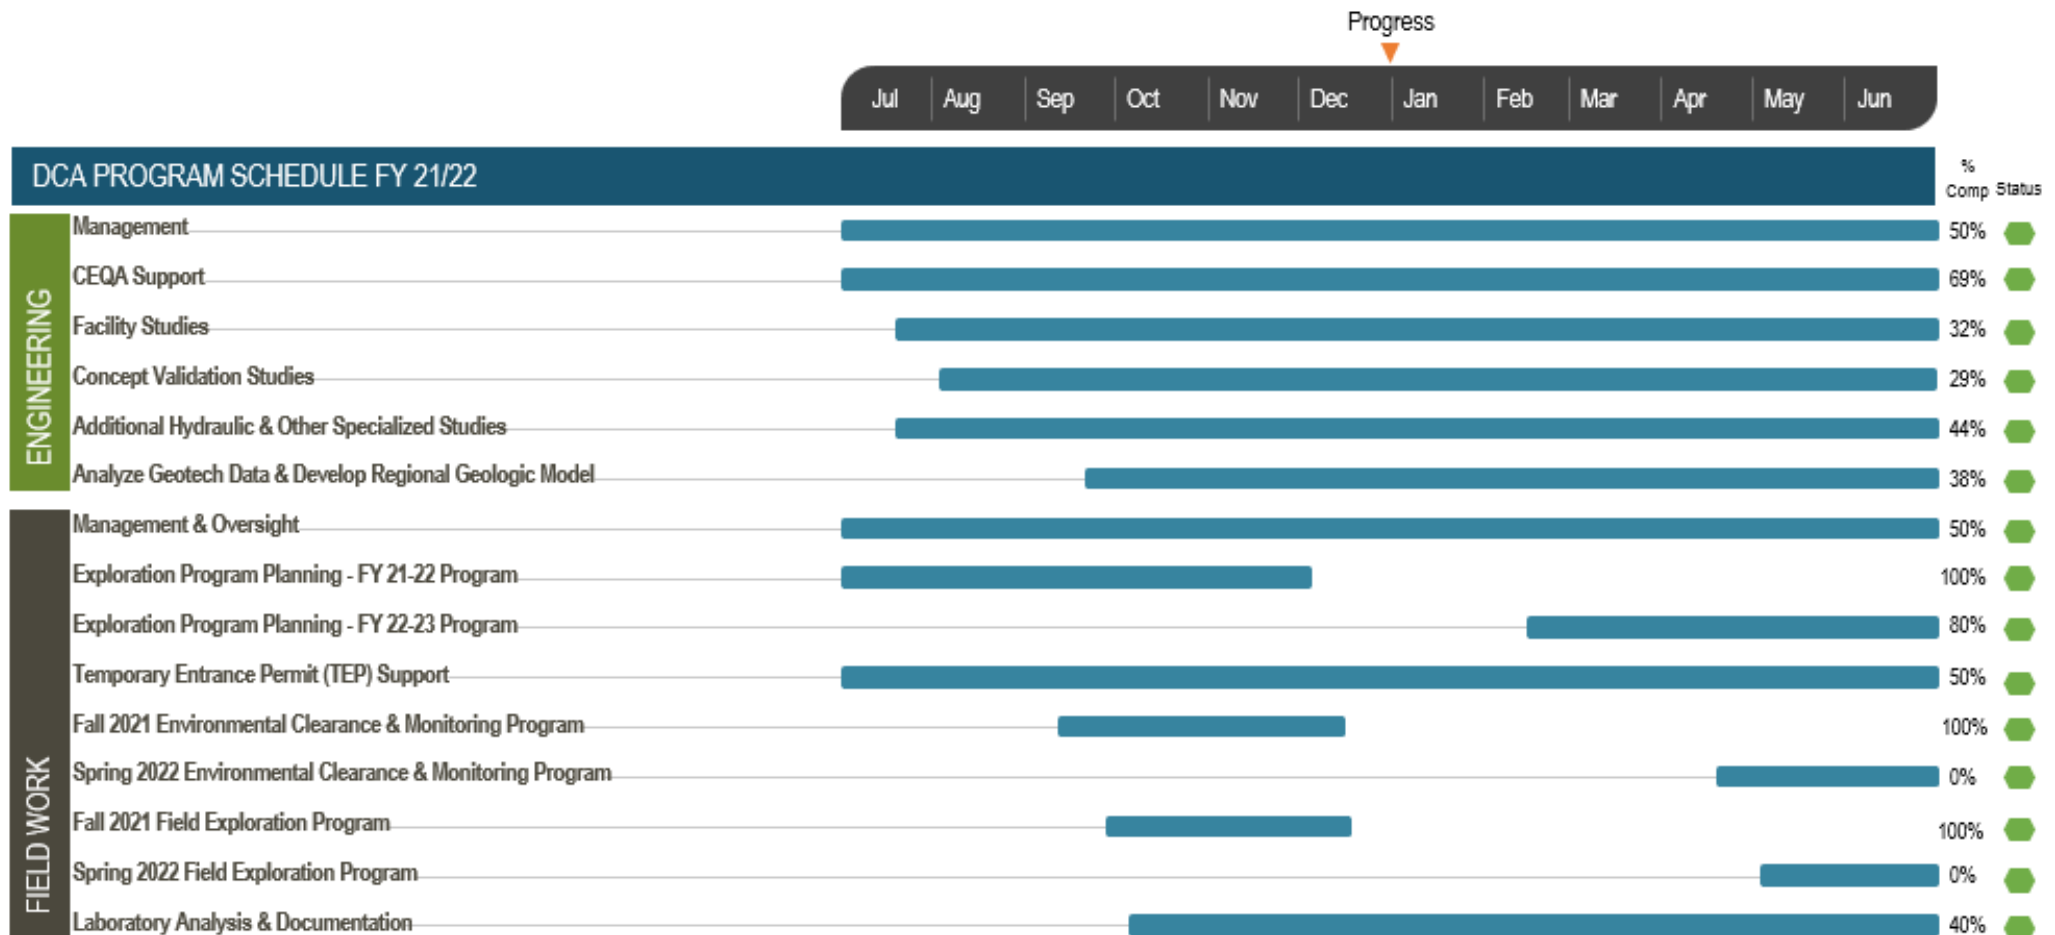 Progress
Jul Aug Sep Oct Nov Dec Jan Feb Mar Apr May Jun
DCA PROGRAM SCHEDULE FY 21/22
%
Comp Status
ENGINEERING
Management 50%
CEQA Support 69%
Facility Studies 32%
Concept Validation Studies 29%
Additional Hydraulic & Other Specialized Studies 44%
Analyze Geotech Data & Develop Regional Geologic Model 38%
FIELD WORK
Management & Oversight 50%
Exploration Program Planning - FY 21-22 Program 100%
Exploration Program Planning - FY 22-23 Program 80%
Temporary Entrance Permit (TEP) Support 50%
Fall 2021 Environmental Clearance & Monitoring Program 100%
Spring 2022 Environmental Clearance & Monitoring Program 0%
Fall 2021 Field Exploration Program 100%
Spring 2022 Field Exploration Program 0%
Laboratory Analysis & Documentation 40%